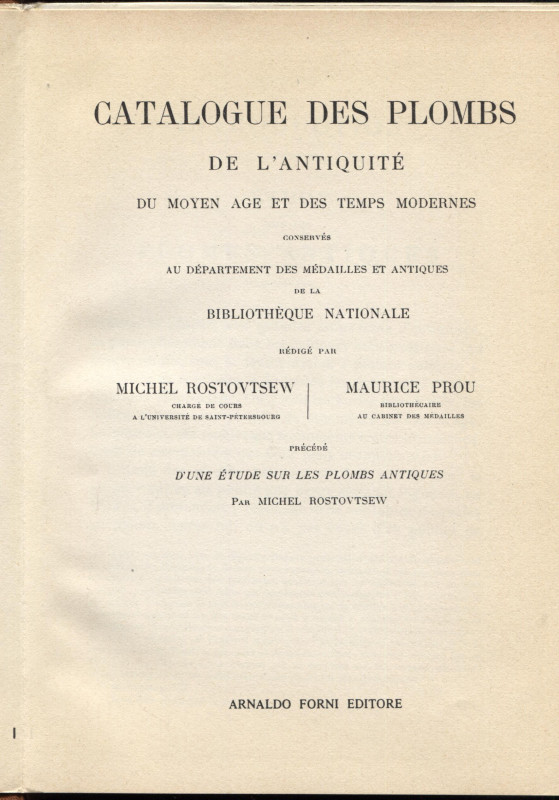 CATALOGUE DES PLOMBS
DE L'ANTIQUITÉ
DU MOYEN AGE ET DES TEMPS MODERNES
CONSERVÉS
AU DÉPARTEMENT DES MÉDAILLES ET ANTIQUES
DE LA
BIBLIOTHÈQUE NATIONALE
RÉDIGÉ PAR
MICHEL ROSTOVTSEW
CHARGE DE COURS
A L'UNIVERSITÉ DE SAINT-PÉTERSBOURG
MAURICE PROU
BIBLIOTHÉCAIRE
AU CABINET DES MÉDAILLES
PRÉCÉDÉ
D'UNE ÉTUDE SUR LES PLOMBS ANTIQUES
PAR MICHEL ROSTOVTSEW
ARNALDO FORNI EDITORE